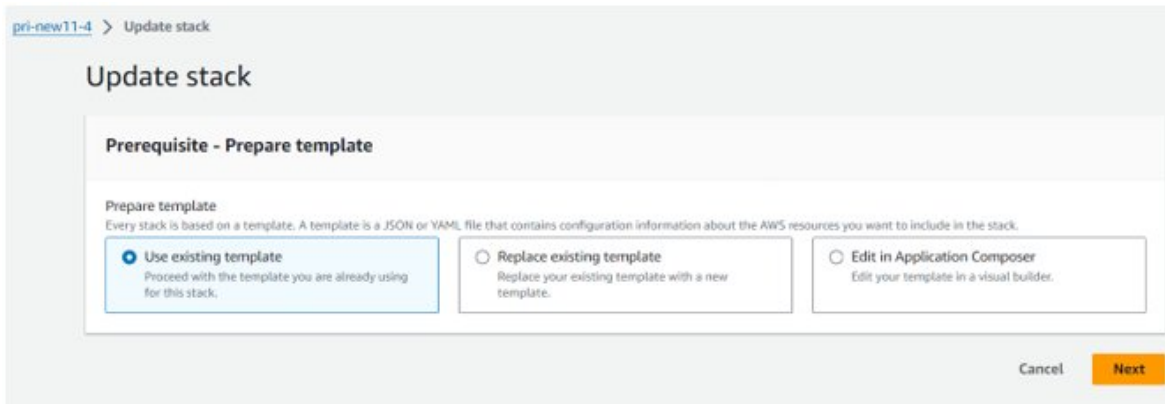 pri-new11-4 > Update stack
Update stack
Prerequisite - Prepare template
Prepare template
Every stack is based on a template. A template is a JSON or YAML file that contains configuration information about the AWS resources you want to include in the stack.
Use existing template
Proceed with the template you are already using
for this stack.
Replace existing template
Replace your existing template with a new
template.
Edit in Application Composer
Edit your template in a visual builder.
Cancel
Next